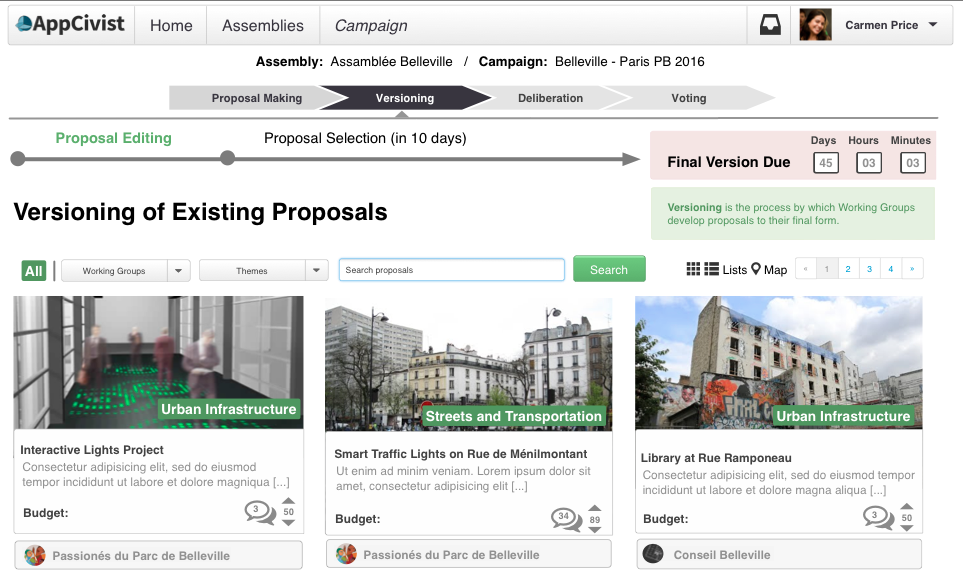 AppCivist Home Assemblies Campaign Carmen Price
Assembly: Assamblée Belleville / Campaign: Belleville - Paris PB 2016
Proposal Making Versioning Deliberation Voting
Proposal Editing Proposal Selection (in 10 days)
Days Hours Minutes
Final Version Due 45 03 03
Versioning of Existing Proposals
Versioning is the process by which Working Groups
develop proposals to their final form.
All Working Groups Themes Search proposals Search Lists Map « 1 2 3 4 »
Urban Infrastructure
Interactive Lights Project
Consectetur adipisicing elit, sed do eiusmod
tempor incididunt ut labore et dolore magniqua [...]
Budget: 3 50
Passionés du Parc de Belleville
Streets and Transportation
Smart Traffic Lights on Rue de Ménilmontant
Ut enim ad minim veniam. Lorem ipsum dolor sit
amet, consectetur adipisicing elit [...]
Budget: 34 89
Passionés du Parc de Belleville
Urban Infrastructure
Library at Rue Ramponeau
Consectetur adipisicing elit, sed do eiusmod tempor
incididunt ut labore et dolore magna aliqua [...]
Budget: 3 50
Conseil Belleville